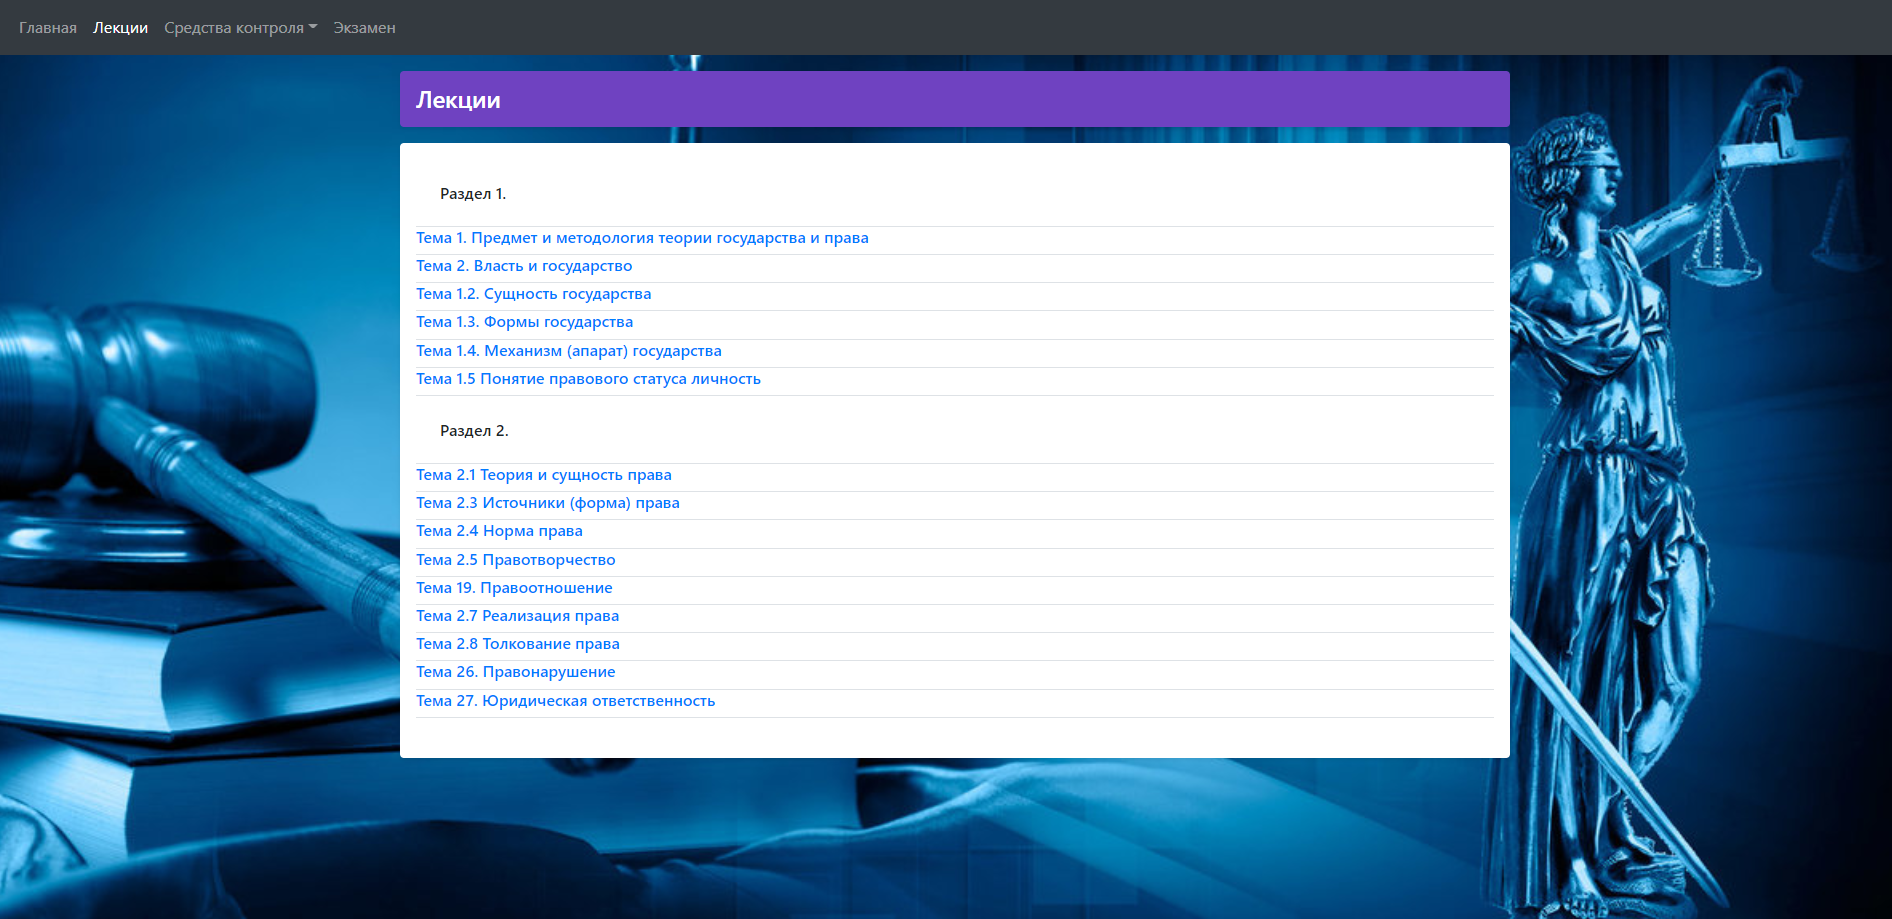 Главная Лекции Средства контроля Экзамен
Лекции
Раздел 1.
Тема 1. Предмет и методология теории государства и права
Тема 2. Власть и государство
Тема 1.2. Сущность государства
Тема 1.3. Формы государства
Тема 1.4. Механизм (апарат) государства
Тема 1.5 Понятие правового статуса личность
Раздел 2.
Тема 2.1 Теория и сущность права
Тема 2.3 Источники (форма) права
Тема 2.4 Норма права
Тема 2.5 Правотворчество
Тема 19. Правоотношение
Тема 2.7 Реализация права
Тема 2.8 Толкование права
Тема 26. Правонарушение
Тема 27. Юридическая ответственность